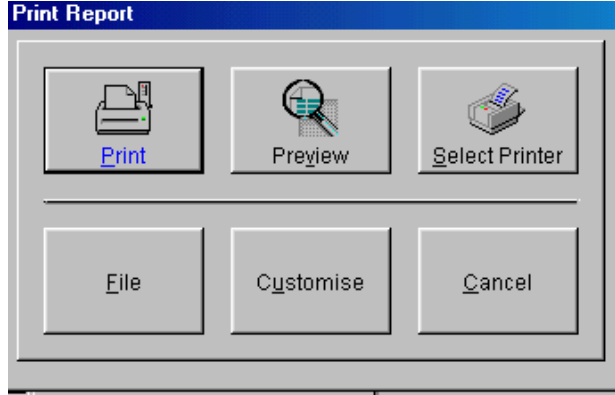 Print Report
Print Preview Select Printer
File Customise Cancel